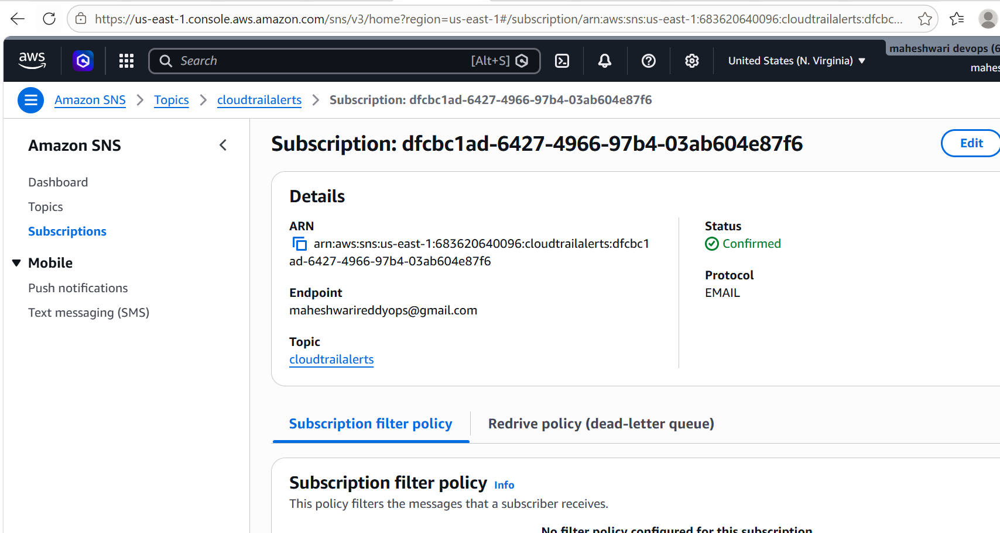 https://us-east-1.console.aws.amazon.com/sns/v3/home?region=us-east-1#/subscription/arn:aws:sns:us-east-1:683620640096:cloudtrailalerts:dfcbc...
aws
Search
[Alt+S]
United States (N. Virginia) ▼
maheshwari devops (6
mahes
Amazon SNS > Topics > cloudtrailalerts > Subscription: dfcbc1ad-6427-4966-97b4-03ab604e87f6
Amazon SNS
Dashboard
Topics
Subscriptions
Mobile
Push notifications
Text messaging (SMS)
Subscription: dfcbc1ad-6427-4966-97b4-03ab604e87f6
Edit
Details
ARN
arn:aws:sns:us-east-1:683620640096:cloudtrailalerts:dfcbc1
ad-6427-4966-97b4-03ab604e87f6
Endpoint
maheshwarireddyops@gmail.com
Topic
cloudtrailalerts
Status
Confirmed
Protocol
EMAIL
Subscription filter policy
Redrive policy (dead-letter queue)
Subscription filter policy Info
This policy filters the messages that a subscriber receives.
No filter policy configured for this subscription